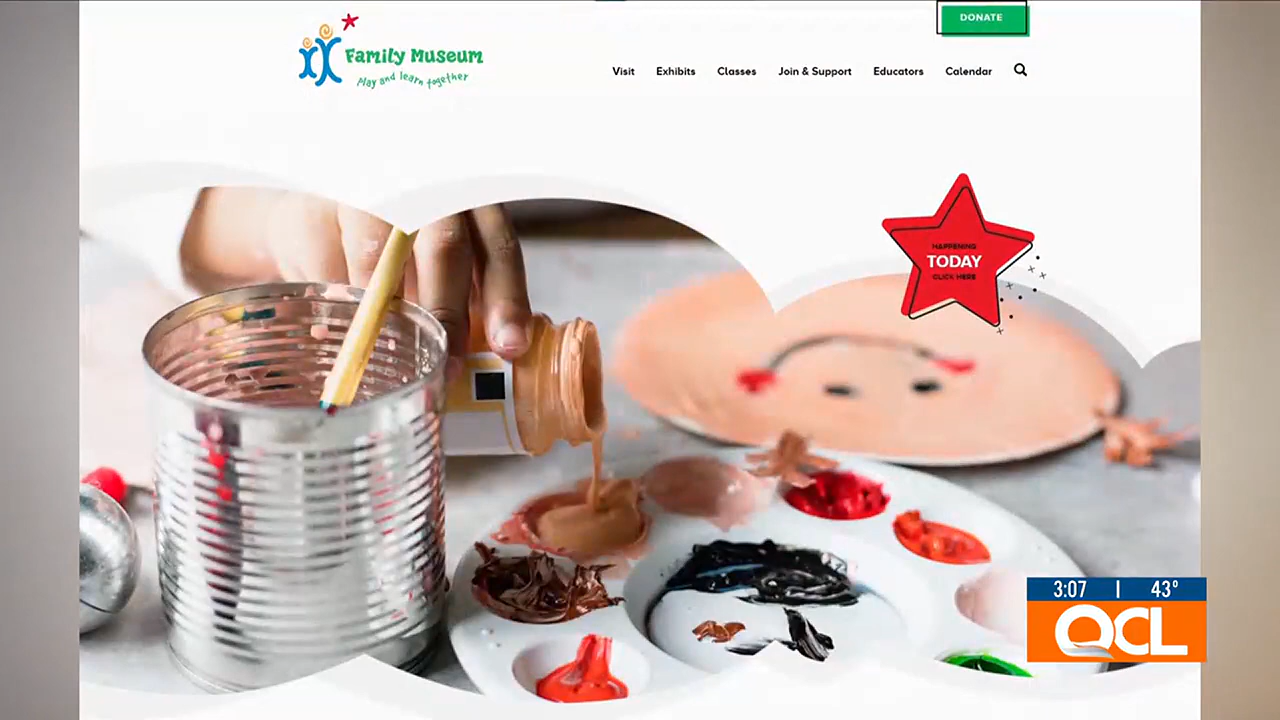 DONATE
Family Museum
play and learn together
Visit Exhibits Classes Join & Support Educators Calendar
HAPPENING
TODAY
CLICK HERE
3:07 | 43°
QCL